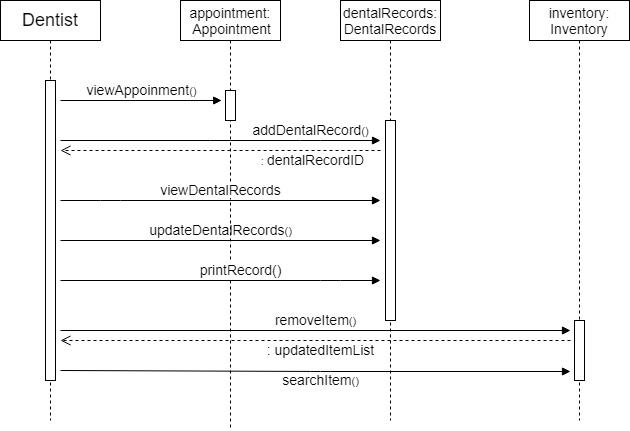 Dentist
appointment:
Appointment
dentalRecords:
DentalRecords
inventory:
Inventory
viewAppoinment()
addDentalRecord()
: dentalRecordID
viewDentalRecords
updateDentalRecords()
printRecord()
removeItem()
: updatedItemList
searchItem()